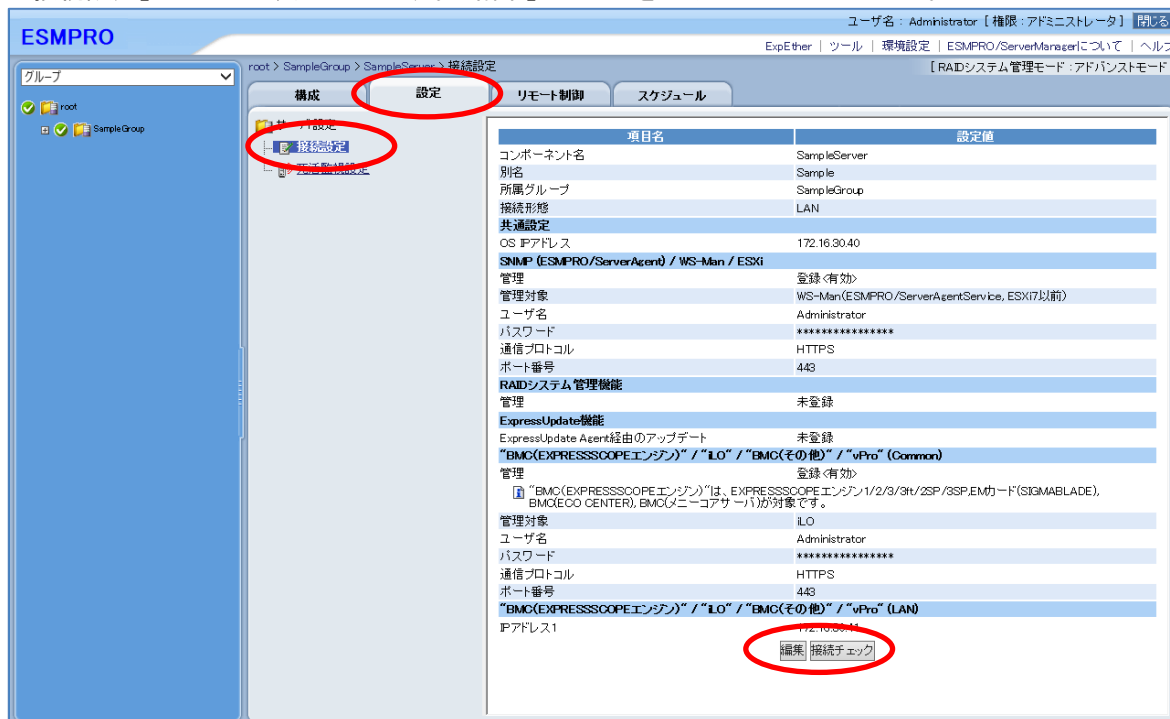 ESMPRO
ユーザ名 : Administrator [ 権限 : アドミニストレータ ] 閉じる
ExpEther | ツール | 環境設定 | ESMPRO/ServerManagerについて | ヘルプ
グループ
root
SampleGroup
root > SampleGroup > SampleServer > 接続設定
[ RAIDシステム管理モード : アドバンストモード
構成
設定
リモート制御
スケジュール
サーバ設定
接続設定
死活監視設定
項目名 設定値
コンポーネント名 SampleServer
別名 Sample
所属グループ SampleGroup
接続形態 LAN
共通設定
OS IPアドレス 172.16.30.40
SNMP (ESMPRO/ServerAgent) / WS-Man / ESXi
管理 登録<有効>
管理対象 WS-Man(ESMPRO/ServerAgentService, ESXi7以前)
ユーザ名 Administrator
パスワード ****************
通信プロトコル HTTPS
ポート番号 443
RAIDシステム管理機能
管理 未登録
ExpressUpdate機能
ExpressUpdate Agent経由のアップデート 未登録
"BMC(EXPRESSSCOPEエンジン)" / "iLO" / "BMC(その他)" / "vPro" (Common)
管理 登録<有効>
"BMC(EXPRESSSCOPEエンジン)"は、EXPRESSSCOPEエンジン1/2/3/3ft/2SP/3SP,EMカード(SIGMABLADE),
BMC(ECO CENTER), BMC(メニーコアサーバ)が対象です。
管理対象 iLO
ユーザ名 Administrator
パスワード ****************
通信プロトコル HTTPS
ポート番号 443
"BMC(EXPRESSSCOPEエンジン)" / "iLO" / "BMC(その他)" / "vPro" (LAN)
IPアドレス1
編集 接続チェック